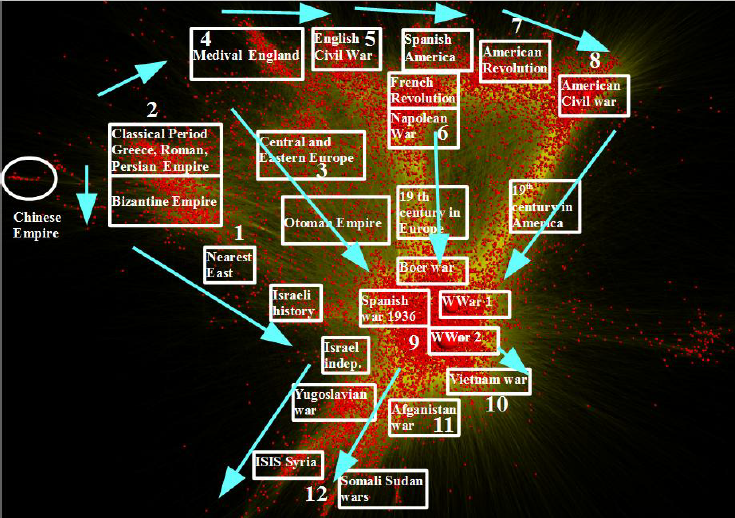 4
Medival England
English
5
Civil War
Spanish
America
7
American
Revolution
8
American
Civil war
French
Revolution
Napolean
War
6
2
Classical Period
Greece, Roman,
Persian Empire
Bizantine Empire
Central and
Eastern Europe
3
Chinese
Empire
Otoman Empire
19 th
century in
Europe
19th
century in
America
1
Nearest
East
Boer war
Israeli
history
Spanish
war 1936
WWar 1
9
WWor 2
Israel
indep.
Vietnam war
10
Yugoslavian
war
Afganistan
war
11
ISIS Syria
12
Somali Sudan
wars